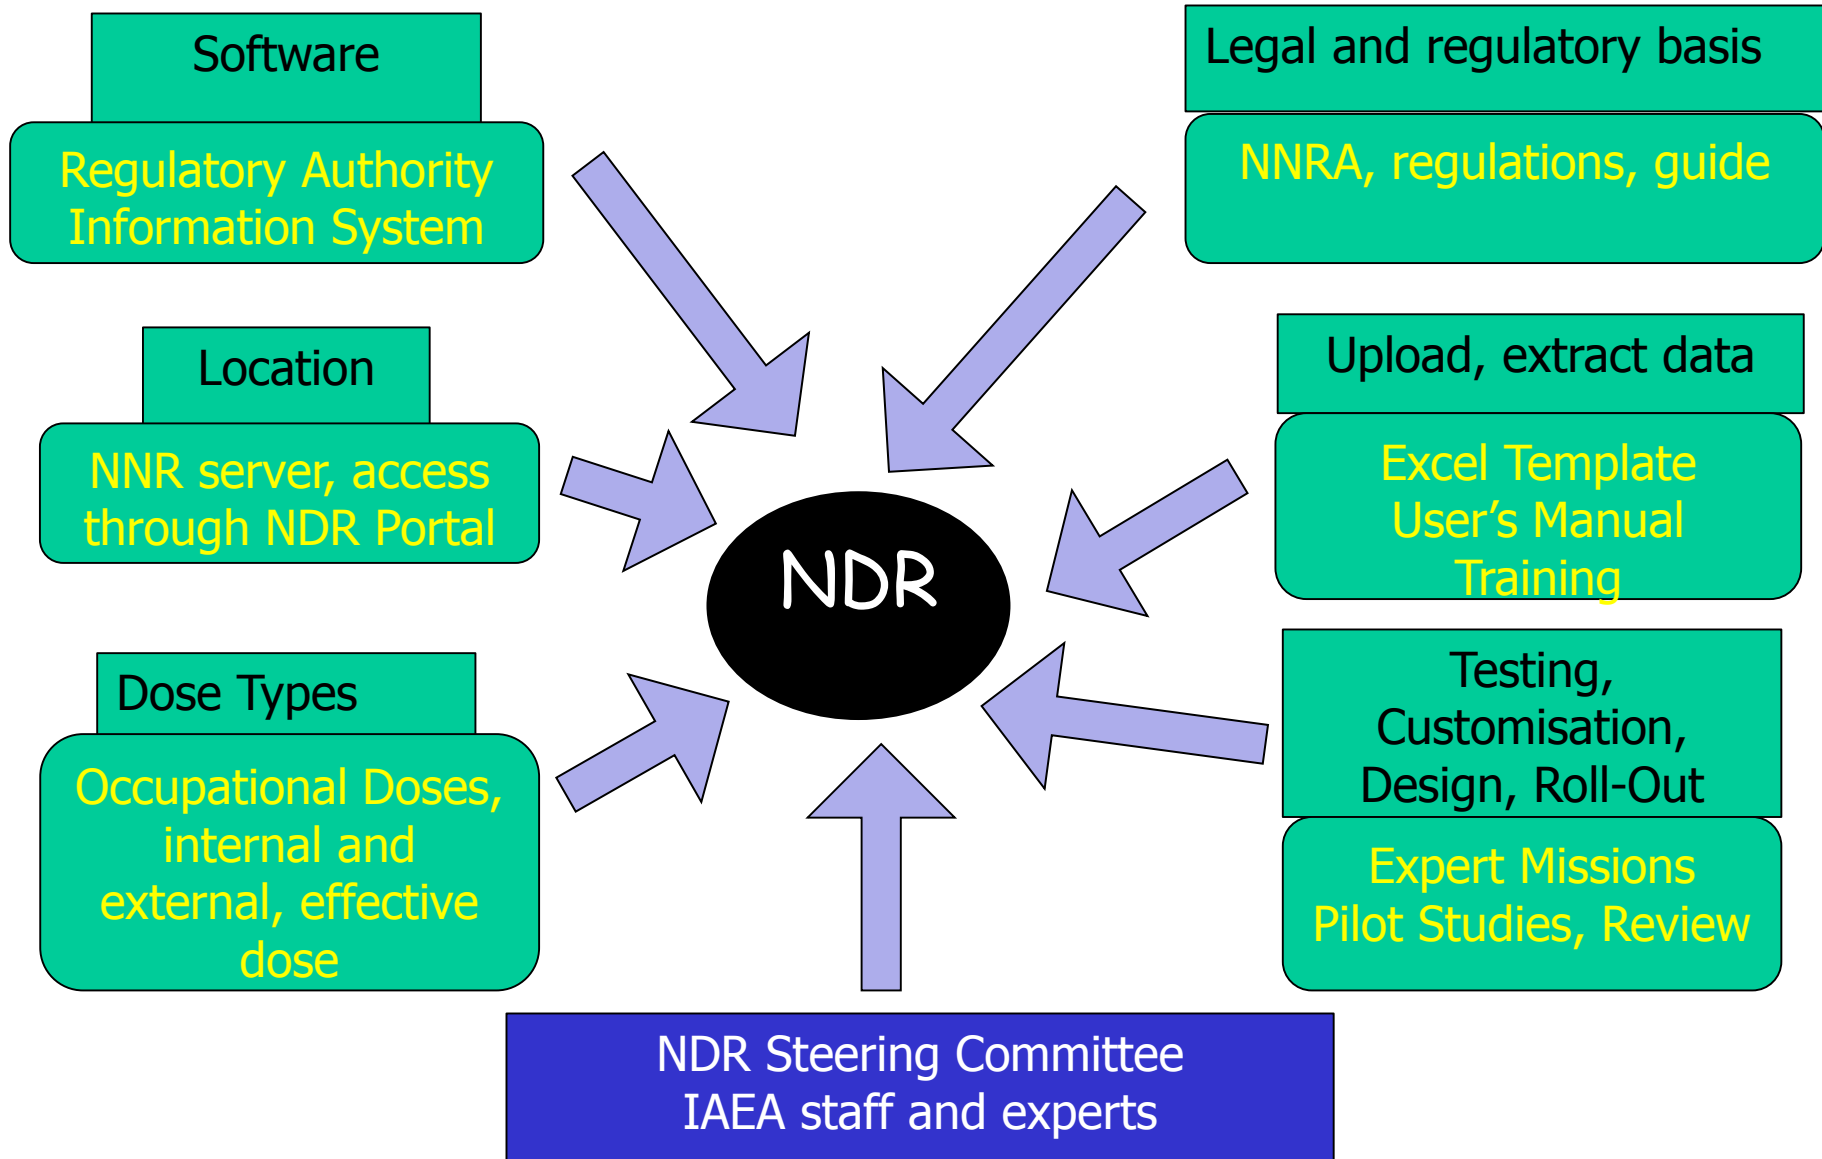 Software
Regulatory Authority
Information System
Legal and regulatory basis
NNRA, regulations, guide
Location
NNR server, access
through NDR Portal
Upload, extract data
Excel Template
User’s Manual
Training
NDR
Dose Types
Occupational Doses,
internal and
external, effective
dose
Testing,
Customisation,
Design, Roll-Out
Expert Missions
Pilot Studies, Review
NDR Steering Committee
IAEA staff and experts